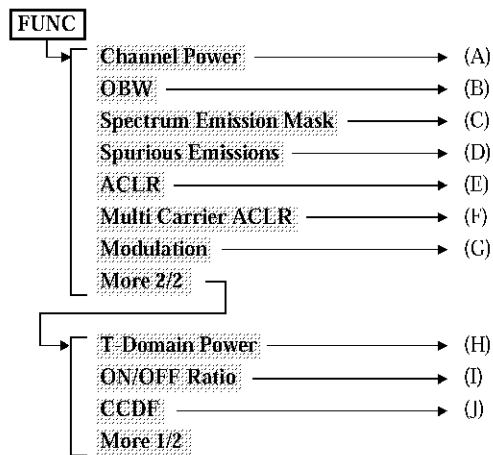 FUNC
Channel Power (A)
OBW (B)
Spectrum Emission Mask (C)
Spurious Emissions (D)
ACLR (E)
Multi Carrier ACLR (F)
Modulation (G)
More 2/2
T-Domain Power (H)
ON/OFF Ratio (I)
CCDF (J)
More 1/2